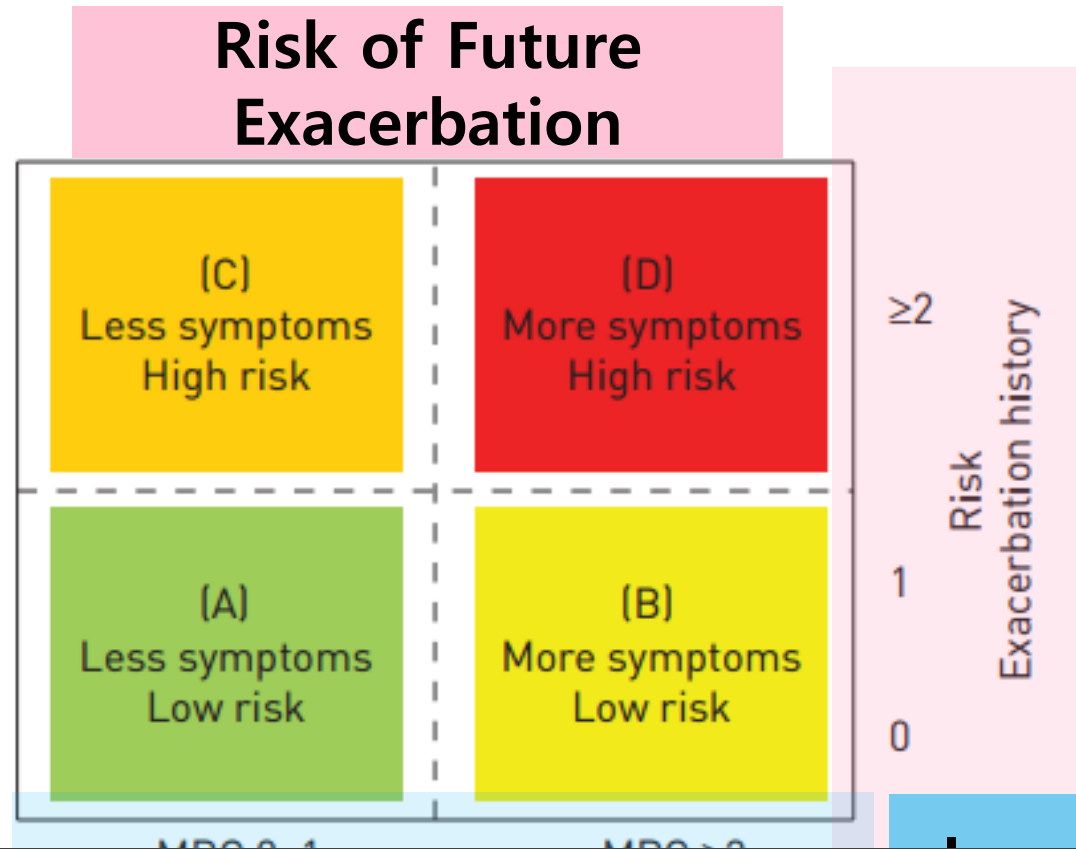 Risk of Future
Exacerbation
(C)
Less symptoms
High risk
(D)
More symptoms
High risk
≥2
Risk
Exacerbation history
(A)
Less symptoms
Low risk
(B)
More symptoms
Low risk
1
0